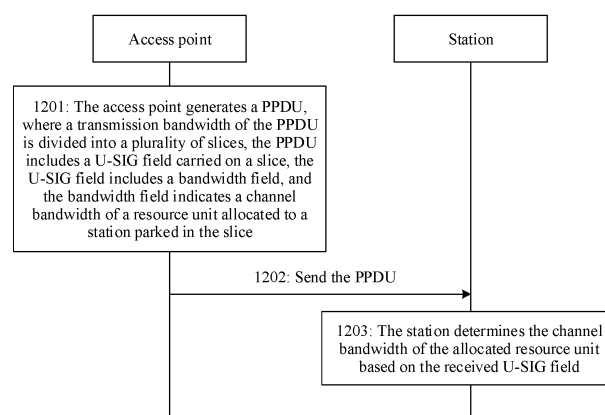 Access point
Station
1201: The access point generates a PPDU,
where a transmission bandwidth of the PPDU
is divided into a plurality of slices, the PPDU
includes a U-SIG field carried on a slice, the
U-SIG field includes a bandwidth field, and
the bandwidth field indicates a channel
bandwidth of a resource unit allocated to a
station parked in the slice
1202: Send the PPDU
1203: The station determines the channel
bandwidth of the allocated resource unit
based on the received U-SIG field